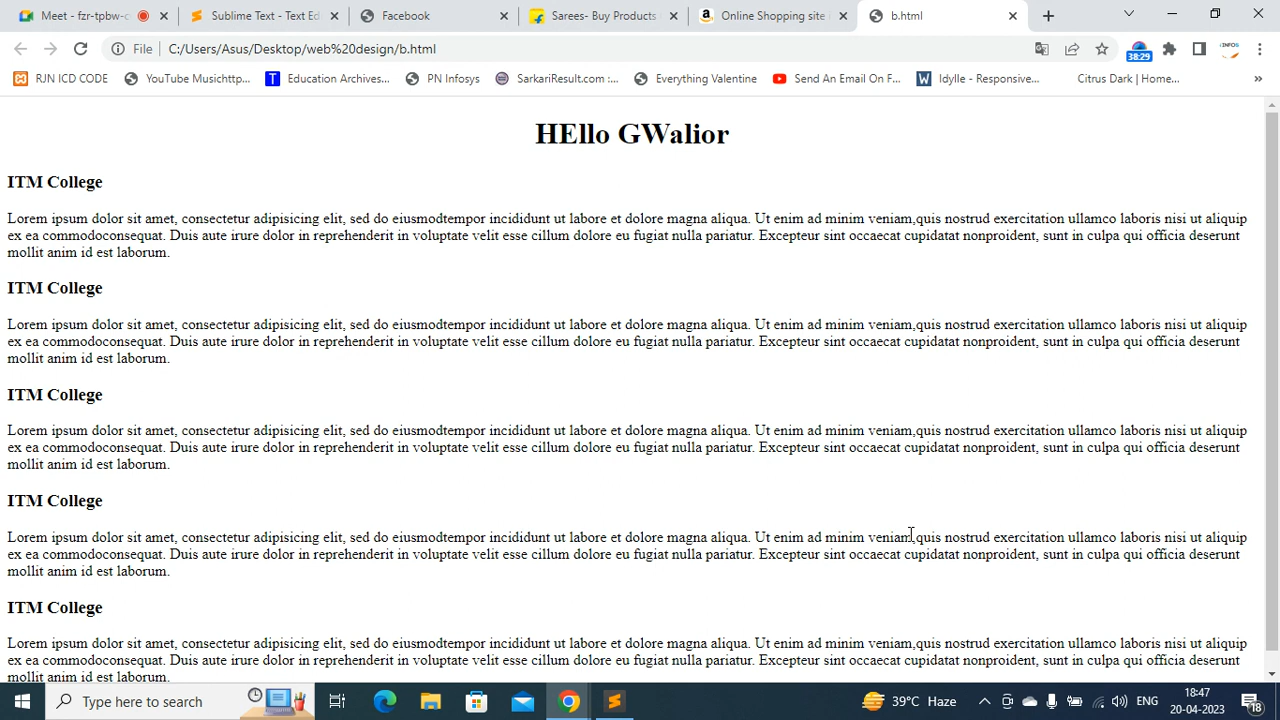 Meet - fzr-tpbw-c
Sublime Text - Text Ed
Facebook
Sarees- Buy Products
Online Shopping site
b.html
File C:/Users/Asus/Desktop/web%20design/b.html
38:29
INFOS
RJN ICD CODE
YouTube Musichttp...
Education Archives...
PN Infosys
SarkariResult.com :...
Everything Valentine
Send An Email On F...
Idylle - Responsive...
Citrus Dark | Home...
»
HEllo GWalior
ITM College
Lorem ipsum dolor sit amet, consectetur adipisicing elit, sed do eiusmodtempor incididunt ut labore et dolore magna aliqua. Ut enim ad minim veniam,quis nostrud exercitation ullamco laboris nisi ut aliquip
ex ea commodoconsequat. Duis aute irure dolor in reprehenderit in voluptate velit esse cillum dolore eu fugiat nulla pariatur. Excepteur sint occaecat cupidatat nonproident, sunt in culpa qui officia deserunt
mollit anim id est laborum.
ITM College
Lorem ipsum dolor sit amet, consectetur adipisicing elit, sed do eiusmodtempor incididunt ut labore et dolore magna aliqua. Ut enim ad minim veniam,quis nostrud exercitation ullamco laboris nisi ut aliquip
ex ea commodoconsequat. Duis aute irure dolor in reprehenderit in voluptate velit esse cillum dolore eu fugiat nulla pariatur. Excepteur sint occaecat cupidatat nonproident, sunt in culpa qui officia deserunt
mollit anim id est laborum.
ITM College
Lorem ipsum dolor sit amet, consectetur adipisicing elit, sed do eiusmodtempor incididunt ut labore et dolore magna aliqua. Ut enim ad minim veniam,quis nostrud exercitation ullamco laboris nisi ut aliquip
ex ea commodoconsequat. Duis aute irure dolor in reprehenderit in voluptate velit esse cillum dolore eu fugiat nulla pariatur. Excepteur sint occaecat cupidatat nonproident, sunt in culpa qui officia deserunt
mollit anim id est laborum.
ITM College
Lorem ipsum dolor sit amet, consectetur adipisicing elit, sed do eiusmodtempor incididunt ut labore et dolore magna aliqua. Ut enim ad minim veniam,quis nostrud exercitation ullamco laboris nisi ut aliquip
ex ea commodoconsequat. Duis aute irure dolor in reprehenderit in voluptate velit esse cillum dolore eu fugiat nulla pariatur. Excepteur sint occaecat cupidatat nonproident, sunt in culpa qui officia deserunt
mollit anim id est laborum.
ITM College
Lorem ipsum dolor sit amet, consectetur adipisicing elit, sed do eiusmodtempor incididunt ut labore et dolore magna aliqua. Ut enim ad minim veniam,quis nostrud exercitation ullamco laboris nisi ut aliquip
ex ea commodoconsequat. Duis aute irure dolor in reprehenderit in voluptate velit esse cillum dolore eu fugiat nulla pariatur. Excepteur sint occaecat cupidatat nonproident, sunt in culpa qui officia deserunt
mollit anim id est laborum.
Type here to search
39°C Haze
ENG
18:47
20-04-2023
18